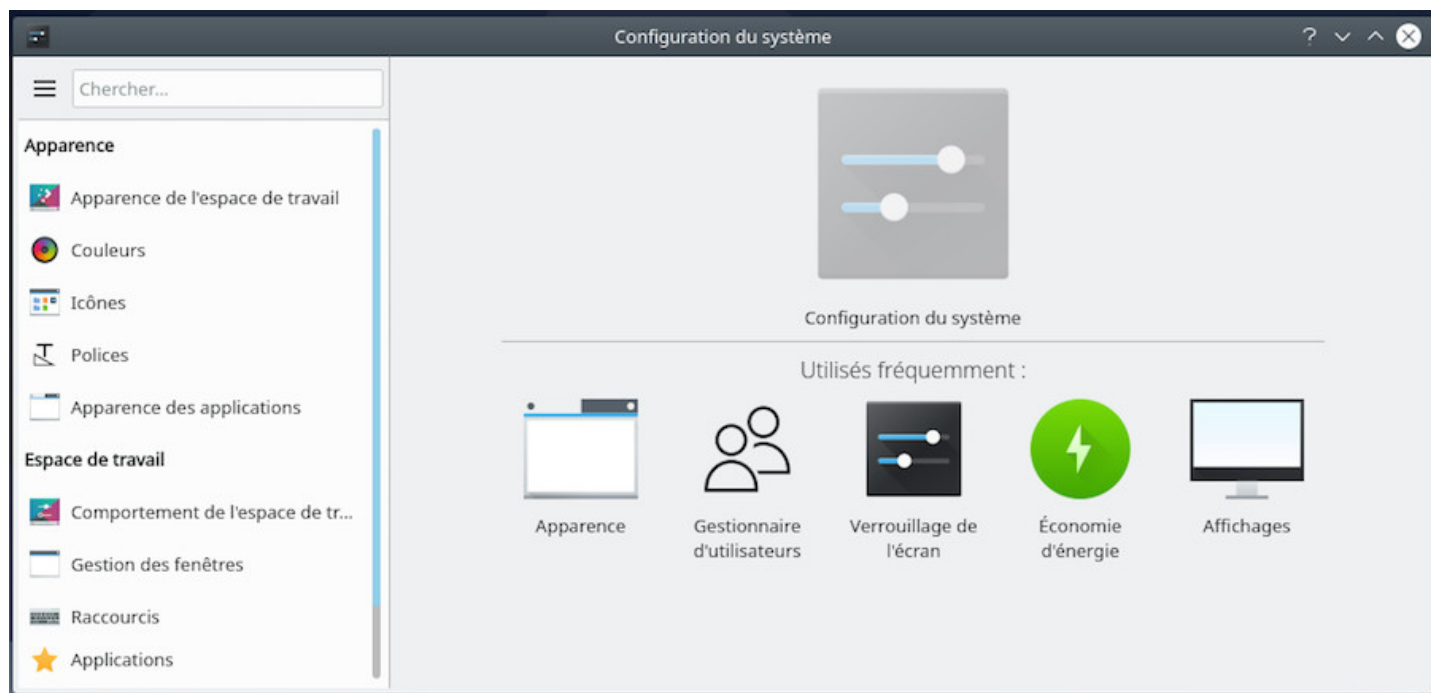 Configuration du système
Chercher...
Apparence
Apparence de l'espace de travail
Couleurs
Icônes
Polices
Apparence des applications
Espace de travail
Comportement de l'espace de tr...
Gestion des fenêtres
Raccourcis
Applications
Configuration du système
Utilisés fréquemment :
Apparence
Gestionnaire
d'utilisateurs
Verrouillage de
l'écran
Économie
d'énergie
Affichages